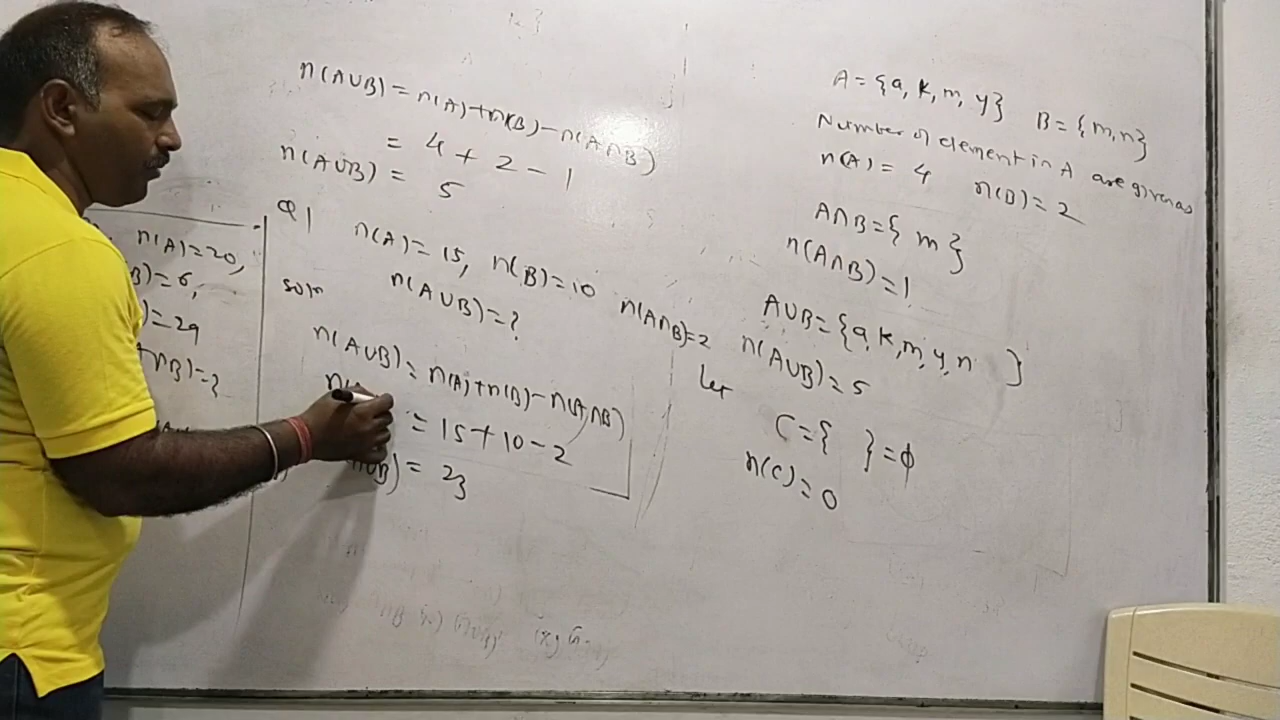 n(A∪B) = n(A)+n(B)-n(A∩B)
= 4 + 2 - 1
n(A∪B) = 5
Q1 n(A)= 15, n(B)=10 n(A∩B)=2
n(A∪B)=?
soln
n(A∪B) = n(A)+n(B)-n(A∩B)
= 15+10-2
∪B) = 23
n(A)=20,
B)=6,
)=29
A∩B)=?
A={a, k, m, y} B={m,n}
Number of element in A are given as
n(A)= 4 n(B)=2
A∩B={ m }
n(A∩B)=1
A∪B={a,k,m,y,n }
n(A∪B)=5
Let
C={ }=φ
n(C)=0